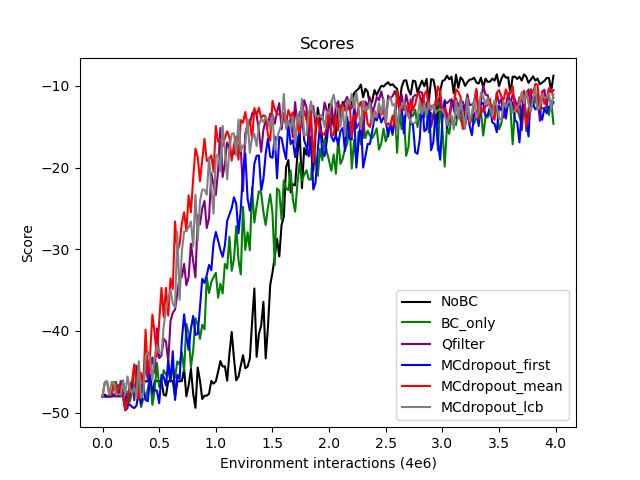 Scores
−10
−20
−30
−40
−50
Score
0.0 0.5 1.0 1.5 2.0 2.5 3.0 3.5 4.0
Environment interactions (4e6)
NoBC
BC_only
Qfilter
MCdropout_first
MCdropout_mean
MCdropout_lcb